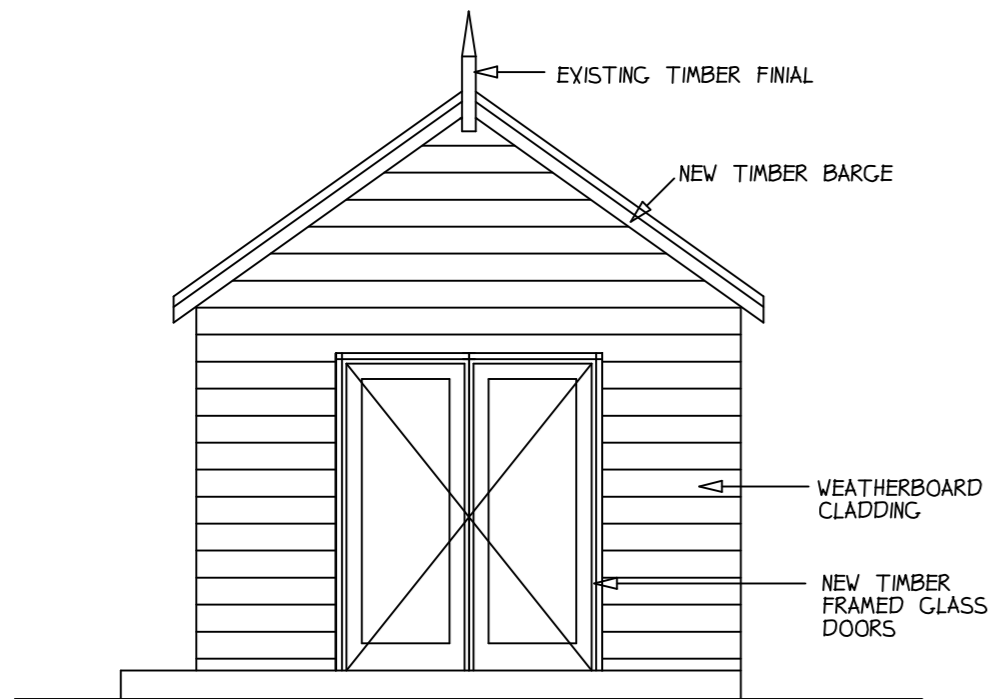 EXISTING TIMBER FINIAL
NEW TIMBER BARGE
WEATHERBOARD
CLADDING
NEW TIMBER
FRAMED GLASS
DOORS